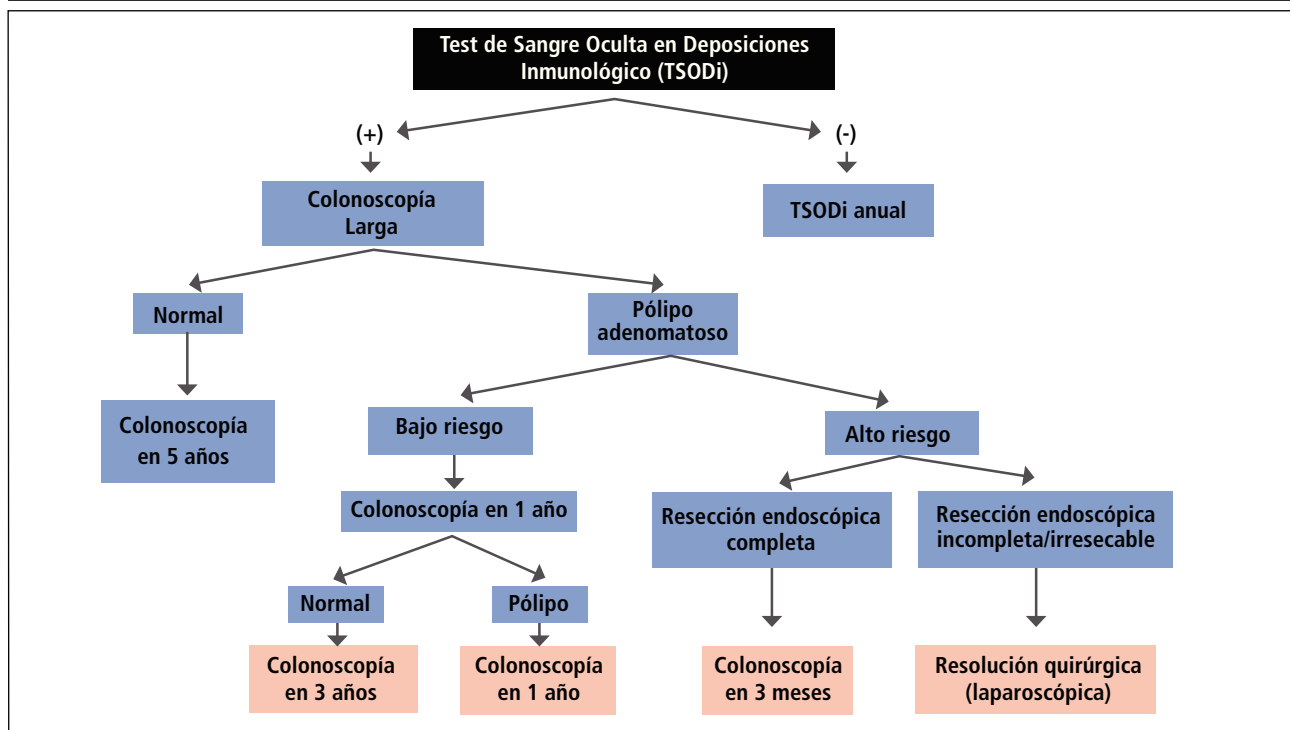 Test de Sangre Oculta en Deposiciones
Inmunológico (TSODi)
(+)
(-)
Colonoscopía
Larga
TSODi anual
Normal
Pólipo
adenomatoso
Colonoscopía
en 5 años
Bajo riesgo
Alto riesgo
Colonoscopía en 1 año
Resección endoscópica
completa
Resección endoscópica
incompleta/irresecable
Normal
Pólipo
Colonoscopía
en 3 años
Colonoscopía
en 1 año
Colonoscopía
en 3 meses
Resolución quirúrgica
(laparoscópica)